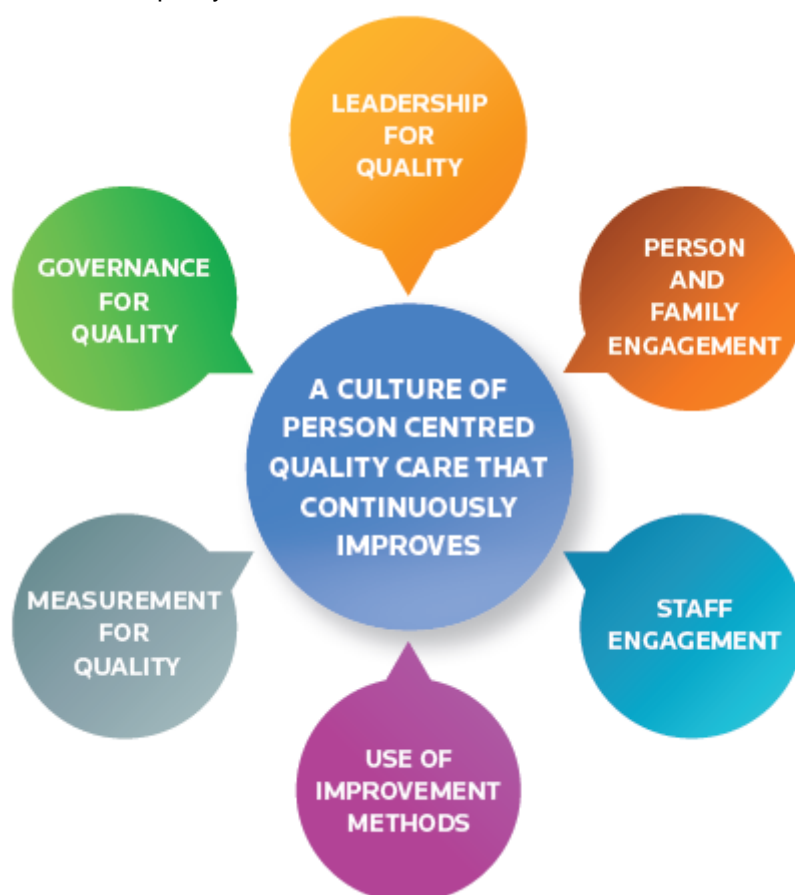 LEADERSHIP
FOR
QUALITY
PERSON
AND
FAMILY
ENGAGEMENT
STAFF
ENGAGEMENT
USE OF
IMPROVEMENT
METHODS
MEASUREMENT
FOR
QUALITY
GOVERNANCE
FOR
QUALITY
A CULTURE OF
PERSON CENTRED
QUALITY CARE THAT
CONTINUOUSLY
IMPROVES